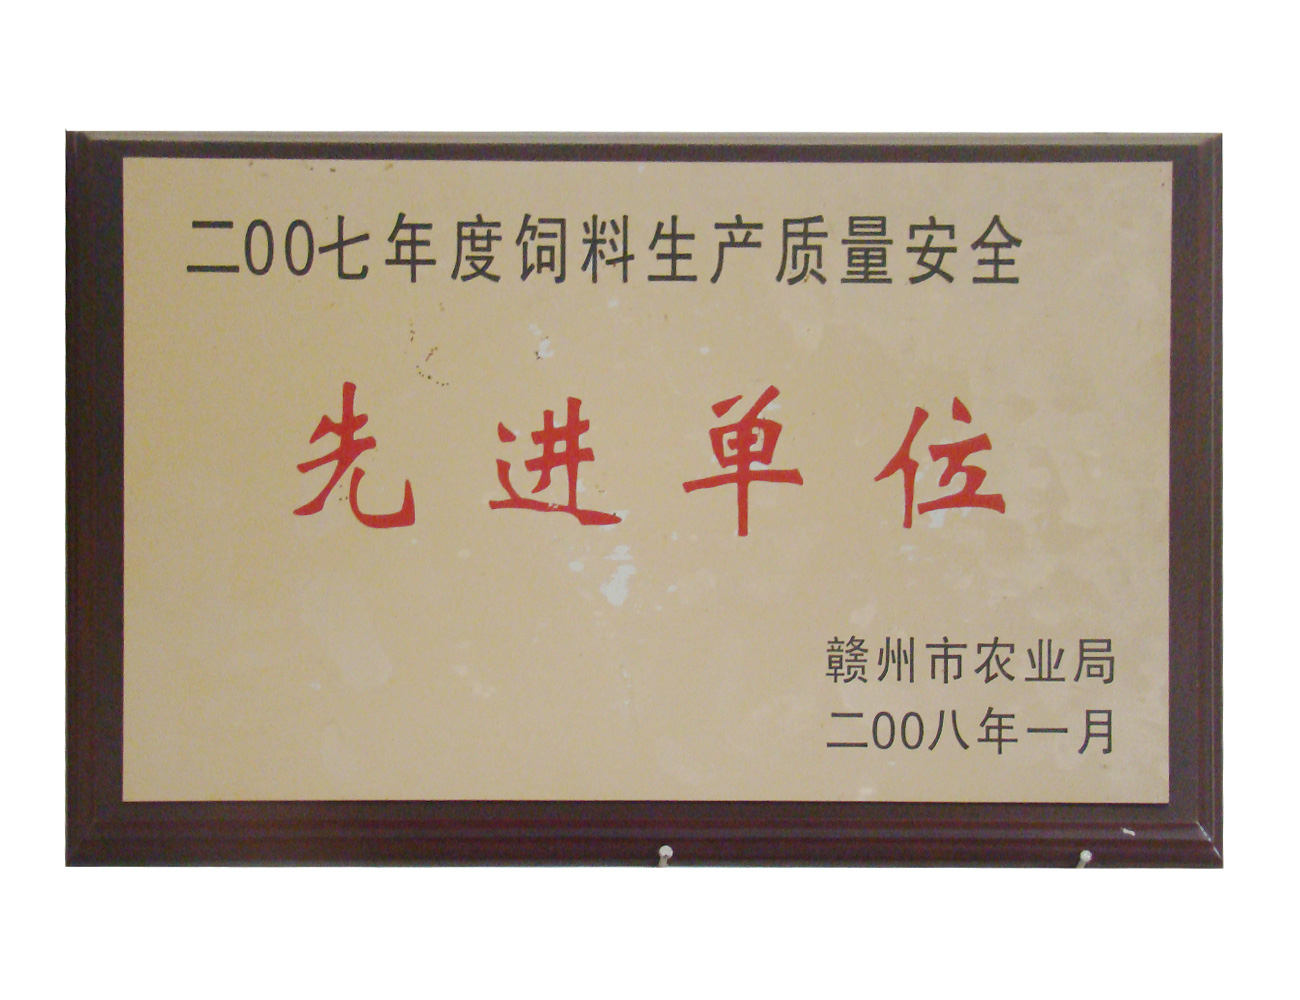 二00七年度饲料生产质量安全
先进单位
赣州市农业局
二00八年一月